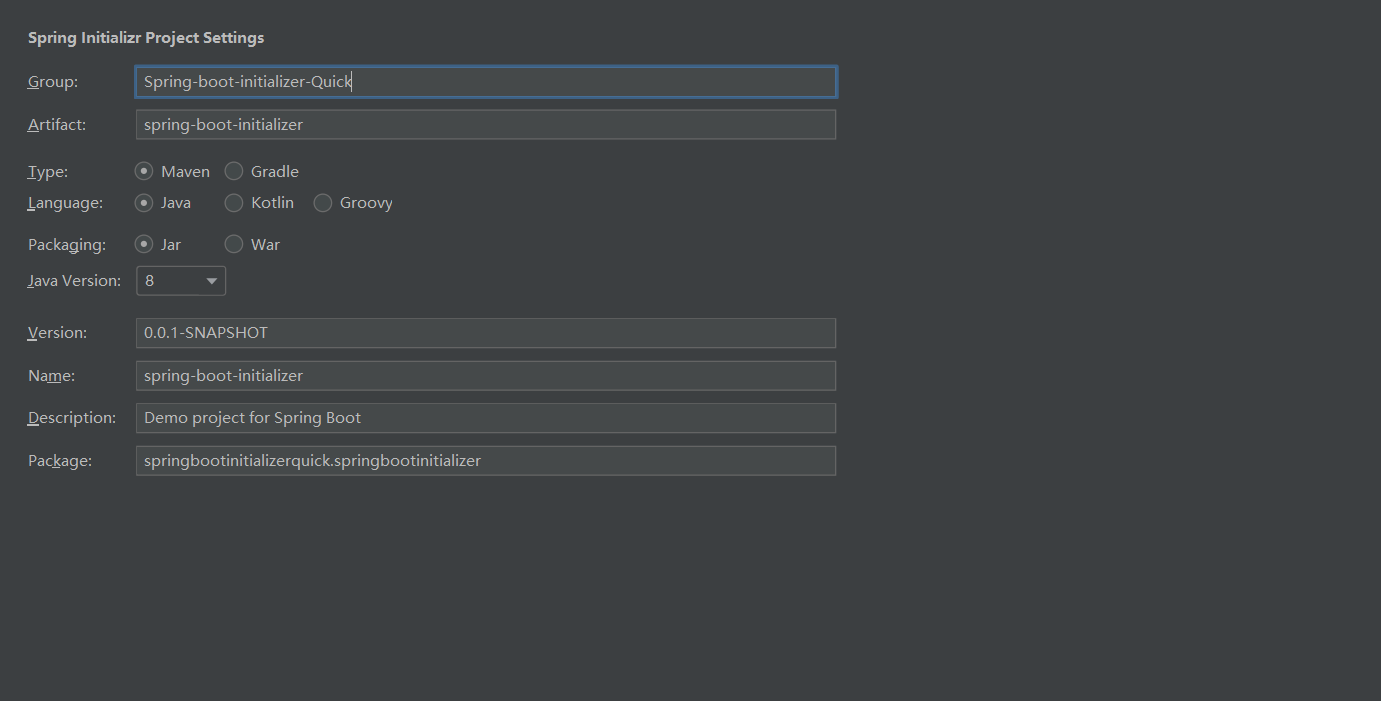 Spring Initializr Project Settings
Group: Spring-boot-initializer-Quick
Artifact: spring-boot-initializer
Type: Maven Gradle
Language: Java Kotlin Groovy
Packaging: Jar War
Java Version: 8
Version: 0.0.1-SNAPSHOT
Name: spring-boot-initializer
Description: Demo project for Spring Boot
Package: springbootinitializerquick.springbootinitializer